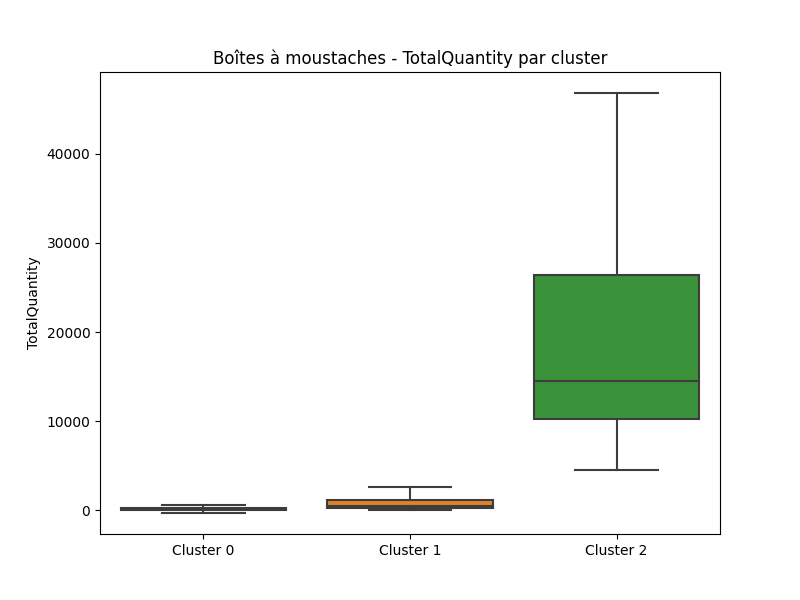 Boîtes à moustaches - TotalQuantity par cluster
TotalQuantity
40000
30000
20000
10000
0
Cluster 0
Cluster 1
Cluster 2